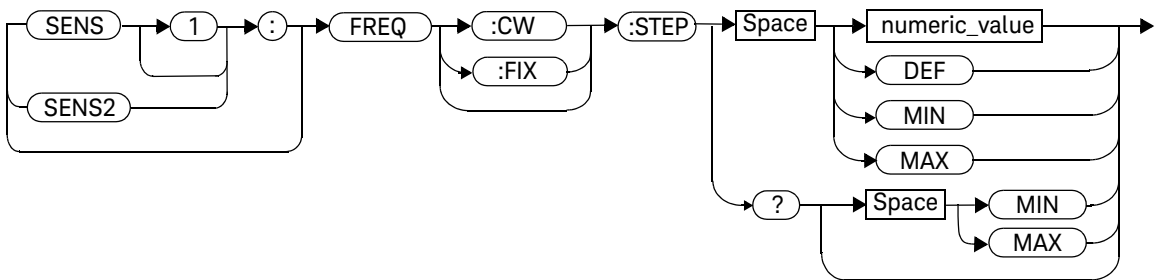 SENS 1 : FREQ :CW :STEP Space numeric_value
:FIX DEF
SENS2 MIN
MAX
? Space MIN
MAX